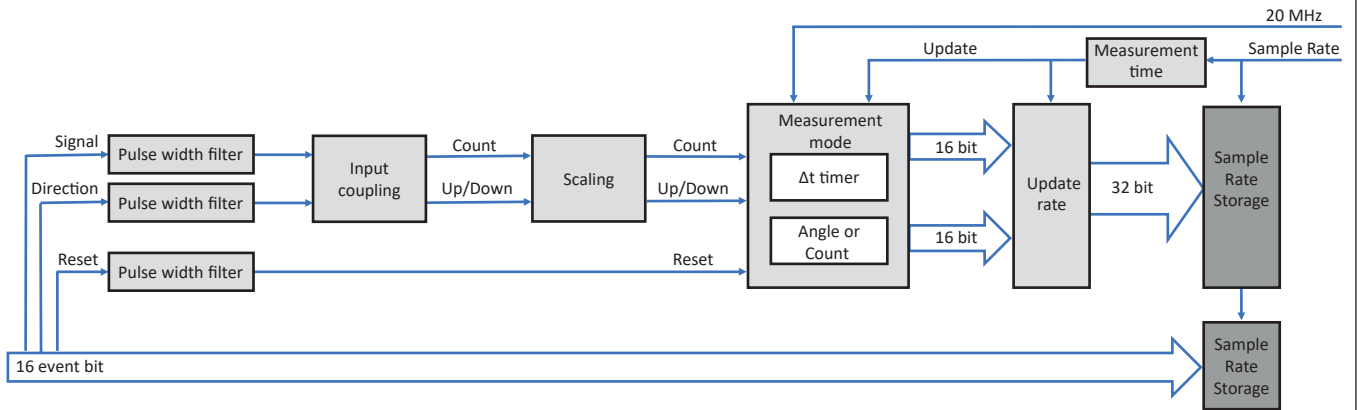 20 MHz
Update
Measurement
time
Sample Rate
Signal
Pulse width filter
Direction
Pulse width filter
Input
coupling
Count
Up/Down
Scaling
Count
Up/Down
Measurement
mode
Δt timer
Angle or
Count
16 bit
16 bit
Update
rate
32 bit
Sample
Rate
Storage
Reset
Pulse width filter
Reset
16 event bit
Sample
Rate
Storage